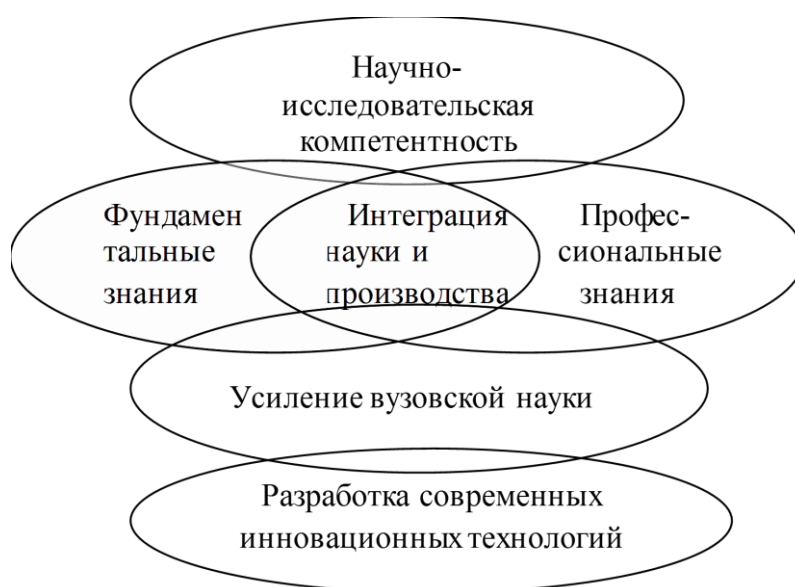 Научно-
исследовательская
компетентность
Фундамен
тальные
знания
Интеграция
науки и
производства
Профес-
сиональные
знания
Усиление вузовской науки
Разработка современных
инновационных технологий